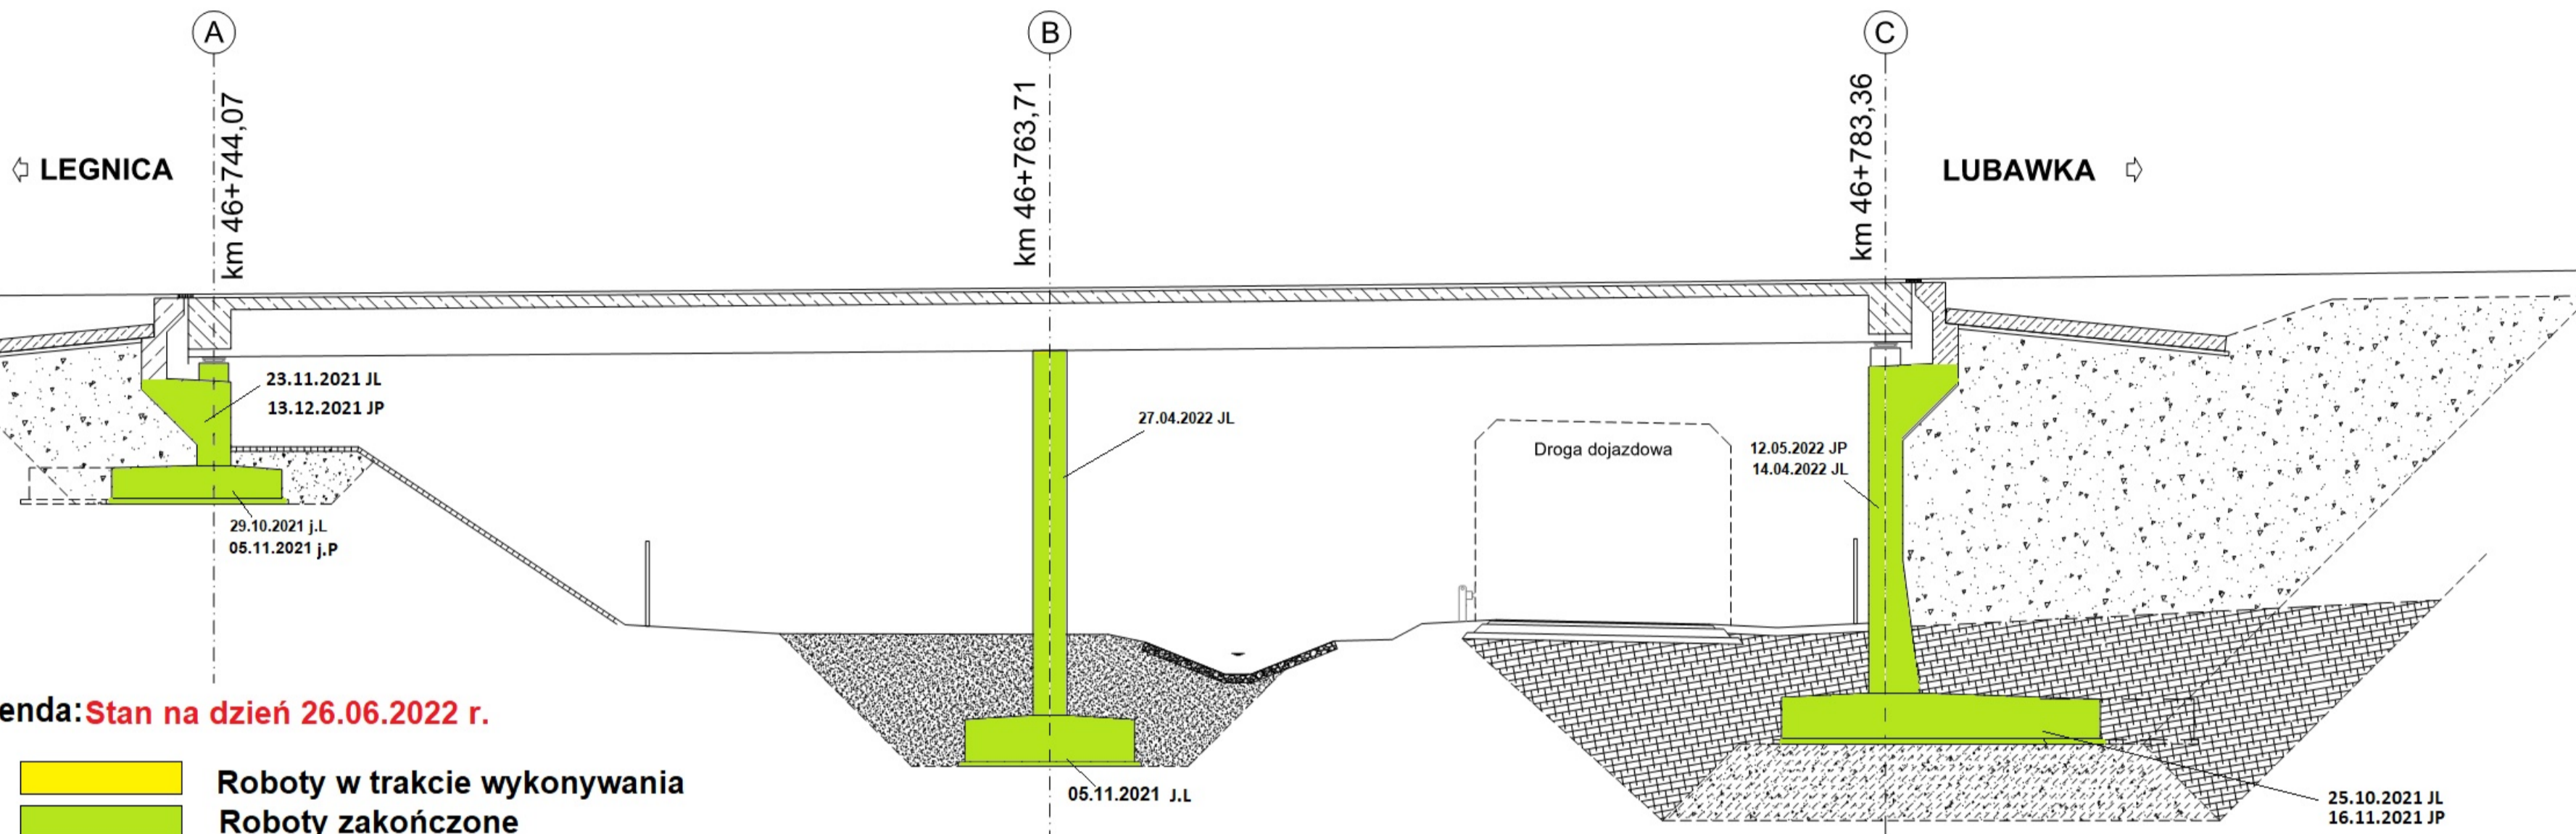 A
B
C
km 46+744,07
km 46+763,71
km 46+783,36
LEGNICA
LUBAWKA
23.11.2021 JL
13.12.2021 JP
27.04.2022 JL
Droga dojazdowa
12.05.2022 JP
14.04.2022 JL
29.10.2021 j.L
05.11.2021 j.P
enda: Stan na dzień 26.06.2022 r.
05.11.2021 J.L
Roboty w trakcie wykonywania
Roboty zakończone
25.10.2021 JL
16.11.2021 JP